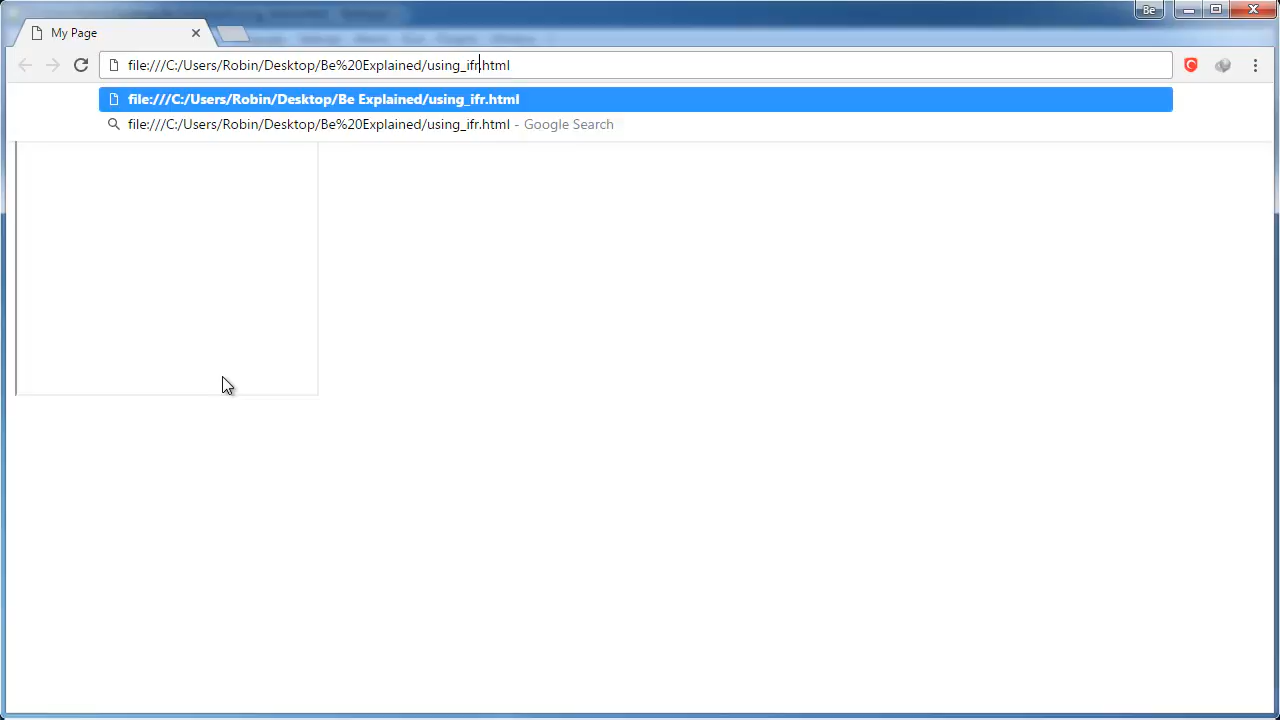 Be
My Page
file:///C:/Users/Robin/Desktop/Be%20Explained/using_ifr.html
file:///C:/Users/Robin/Desktop/Be Explained/using_ifr.html
file:///C:/Users/Robin/Desktop/Be%20Explained/using_ifr.html - Google Search